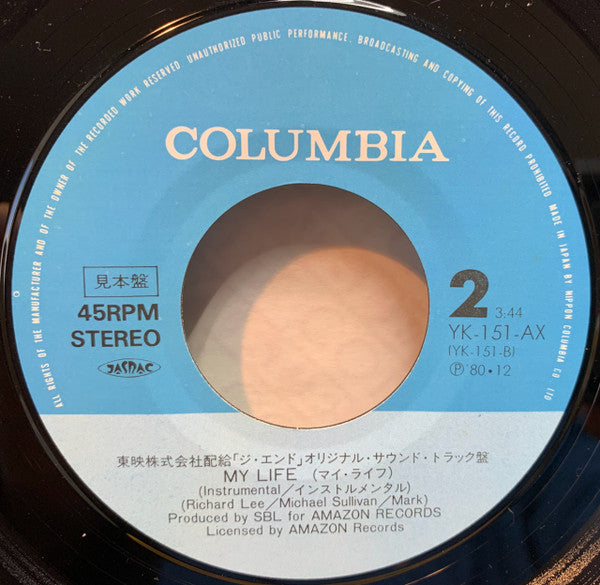 ALL RIGHTS OF THE MANUFACTURER AND OF THE OWNER OF THE RECORDED WORK RESERVED. UNAUTHORIZED PUBLIC PERFORMANCE. BROADCASTING AND COPYING OF THIS RECORD PROHIBITED MADE IN JAPAN BY NIPPON COLUMBIA CO. LTD
COLUMBIA
見本盤
45RPM
STEREO
JASRAC
2 3:44
YK-151-AX
(YK-151-B)
Ⓟ '80・12
東映株式会社配給「ジ・エンド」オリジナル・サウンド・トラック盤
MY LIFE (マイ・ライフ)
(Instrumental/インストルメンタル)
(Richard Lee/Michael Sullivan/Mark)
Produced by SBL for AMAZON RECORDS
Licensed by AMAZON Records